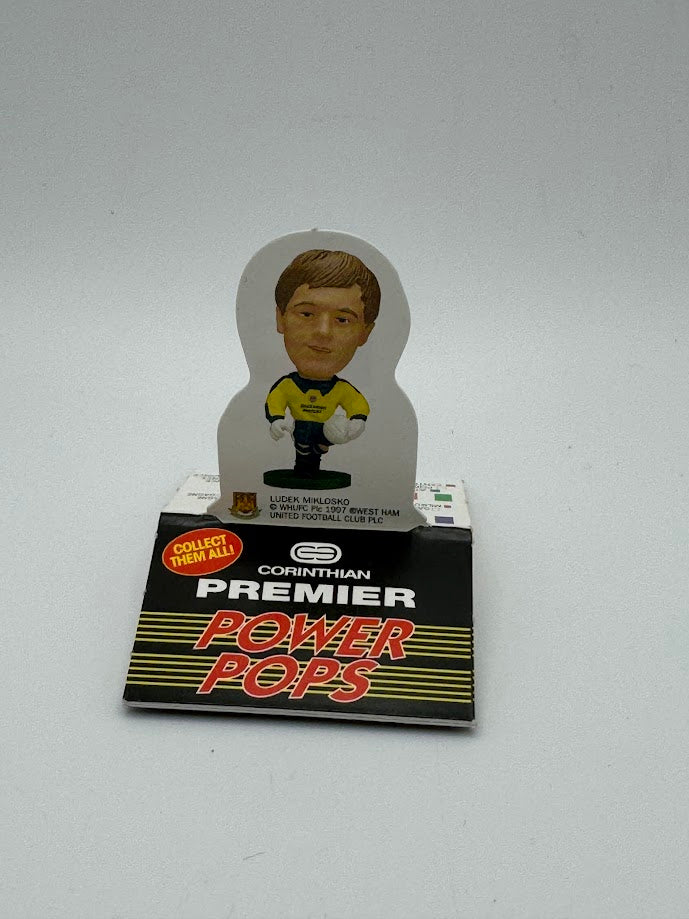 LUDEK MIKLOSKO
© WHUFC Plc 1997 ®WEST HAM
UNITED FOOTBALL CLUB PLC
COLLECT
THEM ALL!
CORINTHIAN
PREMIER
POWER
POPS